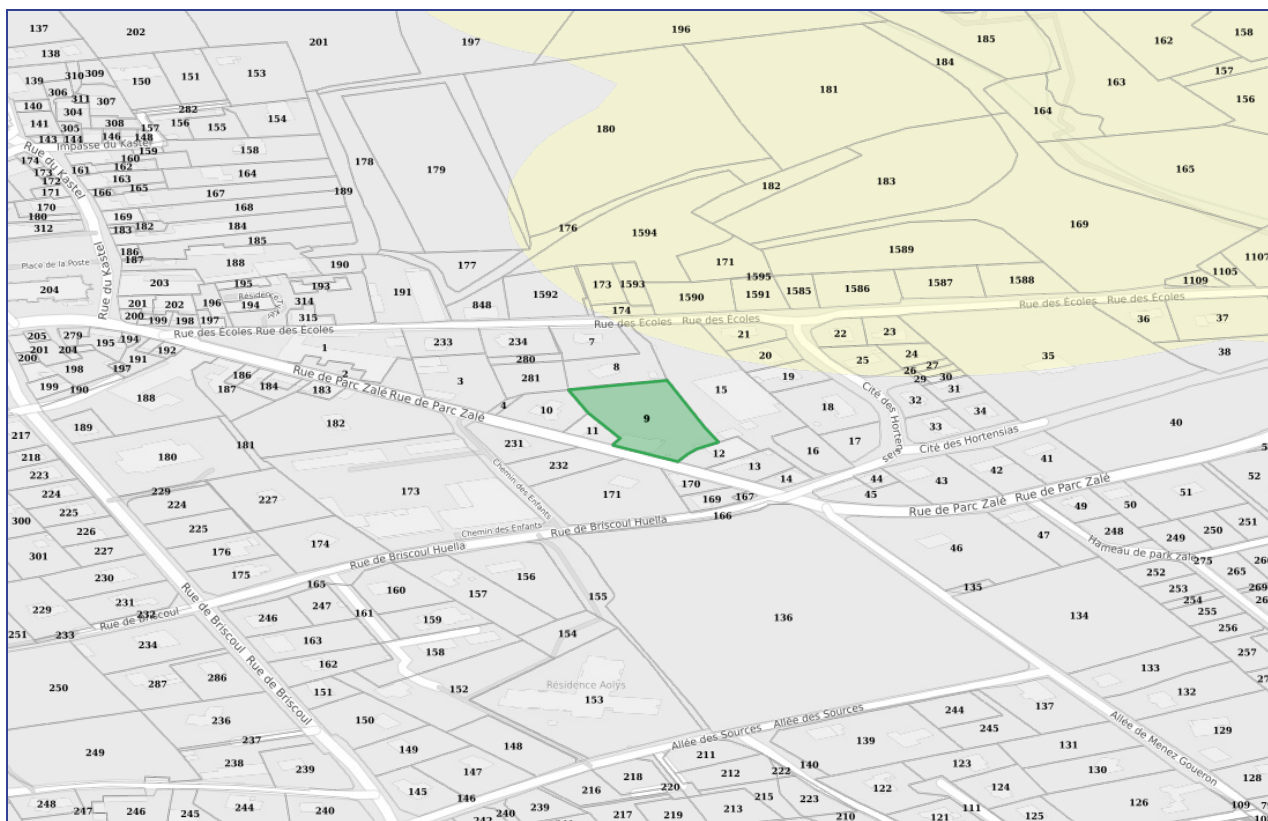 137 202 201 197 196 185 162 158
138 184 163 157
310 309 150 151 153 181
139 306 311 307 282 154 180 164 156
140 304
141 305 308 157 156 155
143 144 146 148
Impasse du Kastel 159 158
174 160 178 179 165
173 161 162 164
172 163 189 182 183
171 166 165 167
170 168 169
180 169 182 184 176 1594
312 183 185
Rue du Kastel
Rue du Kastel
186 1589 1107
Place de la Poste 187 188 190 177 171 1105
203 195 193 191 1592 173 1593 1595 1587 1588 1109
204 1590 1591 1585 1586
201 202 196 194 314 848
200 199 198 197 315 174
Rue des Ecoles Rue des Ecoles
Rue des Ecoles Rue des Ecoles
Rue des Ecoles Rue des Ecoles
36 37
205 279 195 194 1 233 234 7 21 22 23
201 204 192 280 20 24 35 38
200 198 197 191 2 3 281 8 25 27
199 190 186 184 183 19 26 29 30
188 187 15 31
Rue de Parc Zalé Rue de Parc Zalé
4 10 9 18 32 34
Cité des Hortensias
Cité des Hortensias
189 182 11 17 33 40
217 181 231 12 16
218 180 232 13 41
223 171 170 14 44 43 42
224 229 227 173 169 167 45 51 52
225 224 166 49 50
Rue de Parc Zalé Rue de Parc Zalé
Chemin des Enfants
Chemin des Enfants
Rue de Briscoul Huella
Rue de Briscoul Huella
300 226 225 248 250 251
301 227 176 174 46 47 249
Hameau de park zale
275
230 175 156 252 265
229 231 165 160 157 155 135 253 269
232 247 161 136 134 254 255
Rue de Briscoul
251 233 246 159 154 256
234 163 158 257
162 133
250 287 286 151 152 153 132
Résidence Aolys
Rue de Briscoul Rue de Briscoul
236 150 244 137
237 245 129
249 238 239 149 148 139 131
Allée des Sources Allée des Sources
Allée de Menez Goueron
147 211 140 123 130 128
218 212 222
145 146 216 220 215 223 122 124 126 109
248 247 246 245 244 240 239 217 219 213 210 121 111 125
240